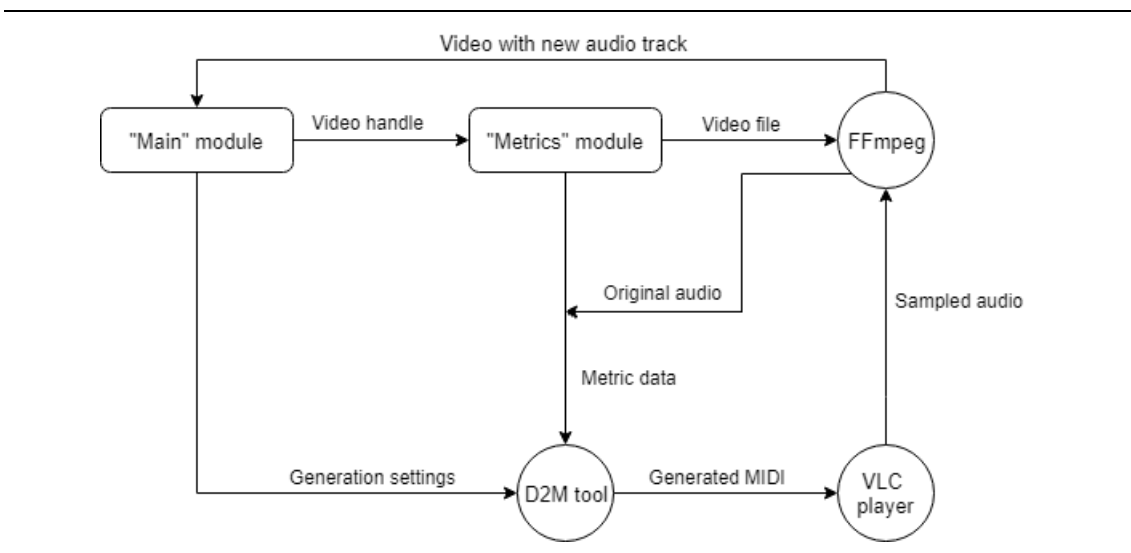 Video with new audio track
"Main" module
Video handle
"Metrics" module
Video file
FFmpeg
Original audio
Sampled audio
Metric data
Generation settings
D2M tool
Generated MIDI
VLC
player